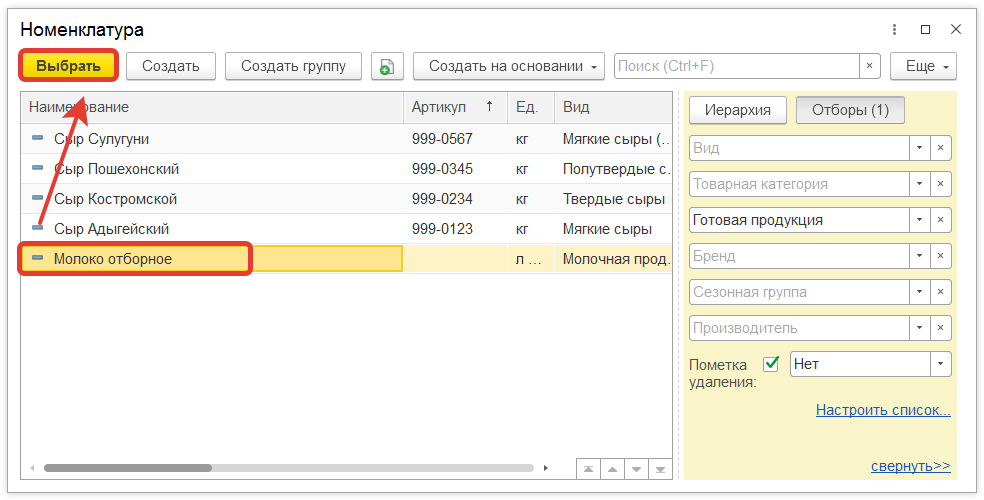 Номенклатура
Выбрать Создать Создать группу Создать на основании Поиск (Ctrl+F) × Еще
Наименование Артикул ↑ Ед. Вид
Сыр Сулугуни 999-0567 кг Мягкие сыры (...
Сыр Пошехонский 999-0345 кг Полутвердые с...
Сыр Костромской 999-0234 кг Твердые сыры
Сыр Адыгейский 999-0123 кг Мягкие сыры
Молоко отборное л ... Молочная прод...
Иерархия Отборы (1)
Вид
Товарная категория
Готовая продукция
Бренд
Сезонная группа
Производитель
Пометка удаления: Нет
Настроить список...
свернуть>>